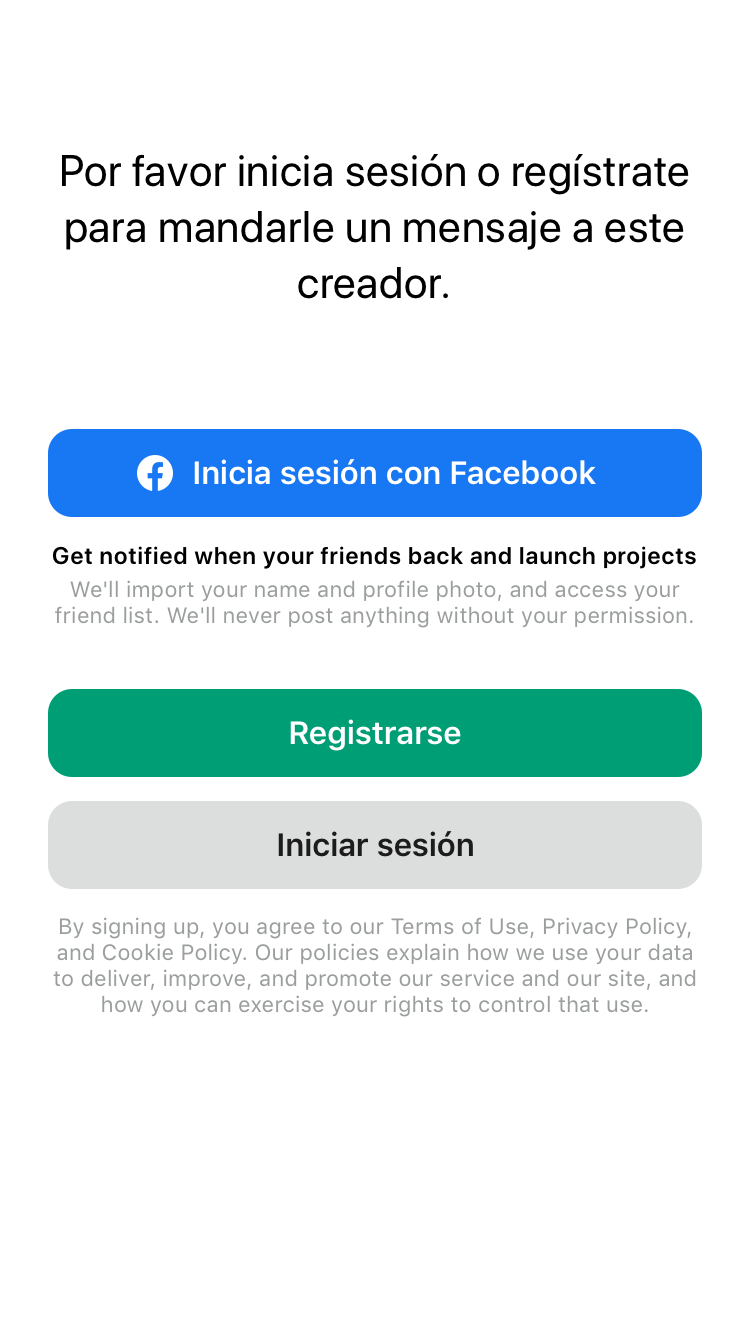 Por favor inicia sesión o regístrate
para mandarle un mensaje a este
creador.
Inicia sesión con Facebook
Get notified when your friends back and launch projects
We'll import your name and profile photo, and access your
friend list. We'll never post anything without your permission.
Registrarse
Iniciar sesión
By signing up, you agree to our Terms of Use, Privacy Policy,
and Cookie Policy. Our policies explain how we use your data
to deliver, improve, and promote our service and our site, and
how you can exercise your rights to control that use.